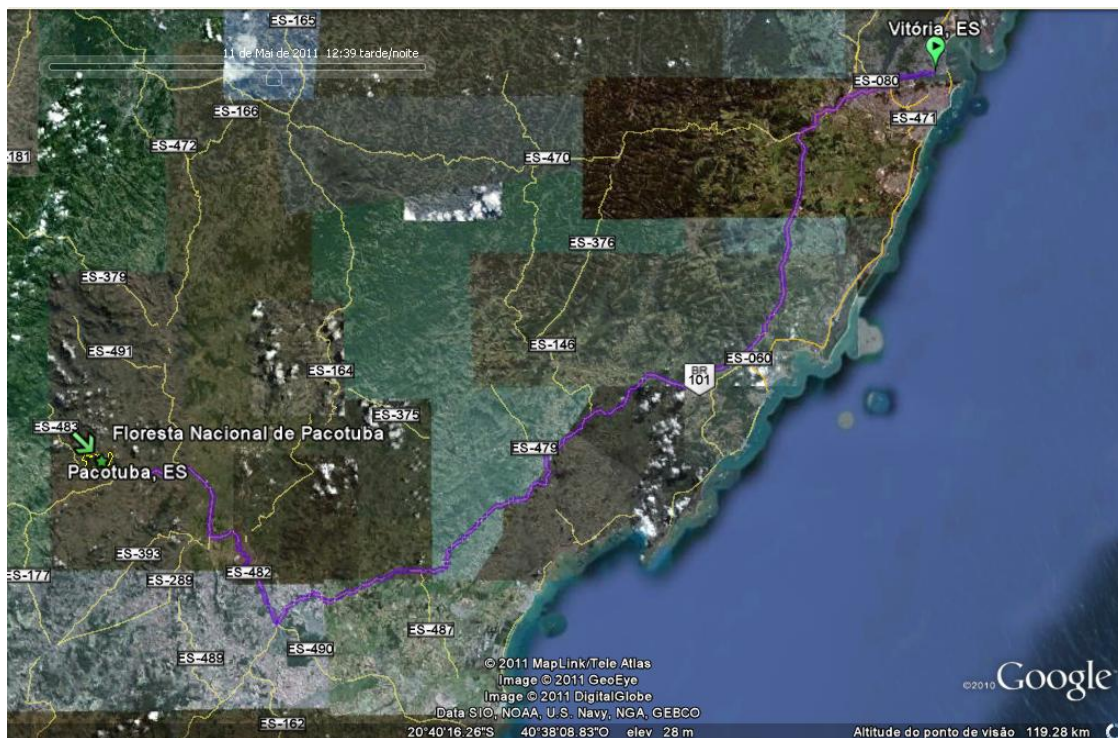 ES-165
Vitória, ES
11 de Mai de 2011 12:39 tarde/noite
ES-080
ES-166
ES-471
ES-472
-181
ES-470
ES-376
ES-379
ES-146
ES-491
ES-060
ES-164
BR
101
ES-375
ES-483
Floresta Nacional de Pacotuba
ES-479
Pacotuba, ES
ES-393
ES-482
ES-177
ES-289
ES-487
ES-490
ES-489
© 2011 MapLink/Tele Atlas
Image © 2011 GeoEye
Image © 2011 DigitalGlobe
Data SIO, NOAA, U.S. Navy, NGA, GEBCO
©2010 Google
ES-162
20°40'16.26"S 40°38'08.83"O elev 28 m
Altitude do ponto de visão 119.28 km